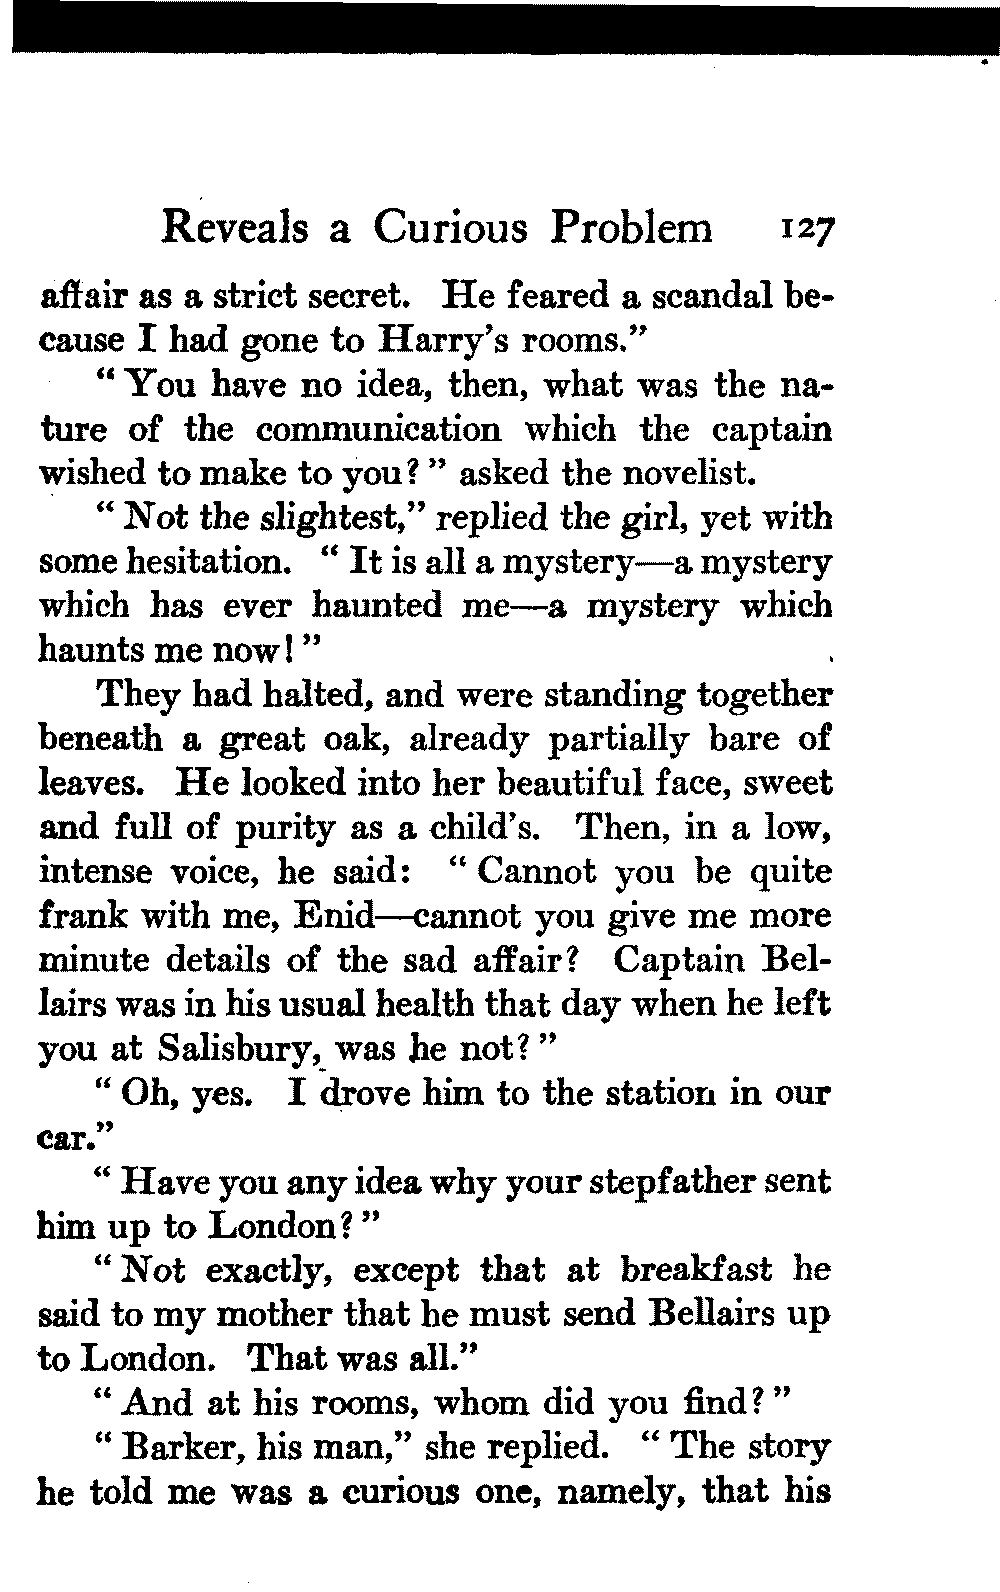 Reveals a Curious Problem 127
affair as a strict secret. He feared a scandal be-
cause I had gone to Harry's rooms."
"You have no idea, then, what was the na-
ture of the communication which the captain
wished to make to you?" asked the novelist.
"Not the slightest," replied the girl, yet with
some hesitation. "It is all a mystery—a mystery
which has ever haunted me—a mystery which
haunts me now!"
They had halted, and were standing together
beneath a great oak, already partially bare of
leaves. He looked into her beautiful face, sweet
and full of purity as a child's. Then, in a low,
intense voice, he said: "Cannot you be quite
frank with me, Enid—cannot you give me more
minute details of the sad affair? Captain Bel-
lairs was in his usual health that day when he left
you at Salisbury, was he not?"
"Oh, yes. I drove him to the station in our
car."
"Have you any idea why your stepfather sent
him up to London?"
"Not exactly, except that at breakfast he
said to my mother that he must send Bellairs up
to London. That was all."
"And at his rooms, whom did you find?"
"Barker, his man," she replied. "The story
he told me was a curious one, namely, that his